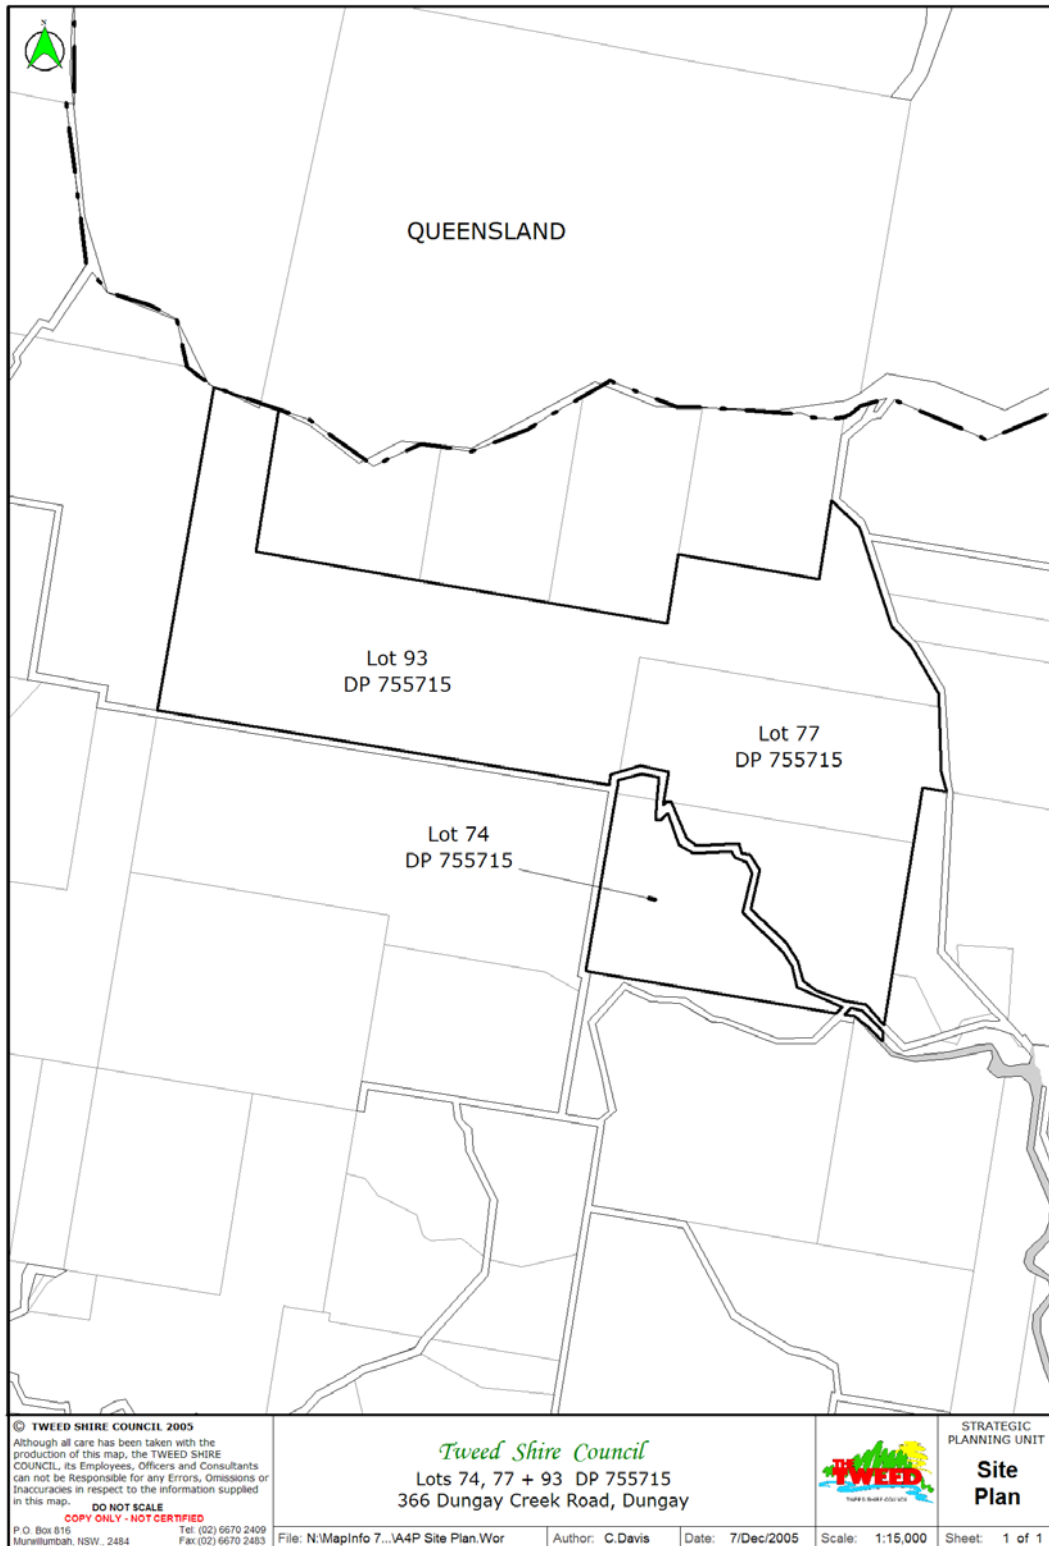 N
QUEENSLAND
Lot 93
DP 755715
Lot 77
DP 755715
Lot 74
DP 755715
© TWEED SHIRE COUNCIL 2005
Although all care has been taken with the
production of this map, the TWEED SHIRE
COUNCIL, its Employees, Officers and Consultants
can not be Responsible for any Errors, Omissions or
Inaccuracies in respect to the information supplied
in this map.
DO NOT SCALE
COPY ONLY - NOT CERTIFIED
P.O. Box 816
Murwillumbah, NSW., 2484
Tel: (02) 6670 2409
Fax:(02) 6670 2483
Tweed Shire Council
Lots 74, 77 + 93 DP 755715
366 Dungay Creek Road, Dungay
File: N:\MapInfo 7...\A4P Site Plan.Wor
Author: C.Davis
Date: 7/Dec/2005
THE
TWEED
TWEED SHIRE COUNCIL
Scale: 1:15,000
STRATEGIC
PLANNING UNIT
Site
Plan
Sheet: 1 of 1